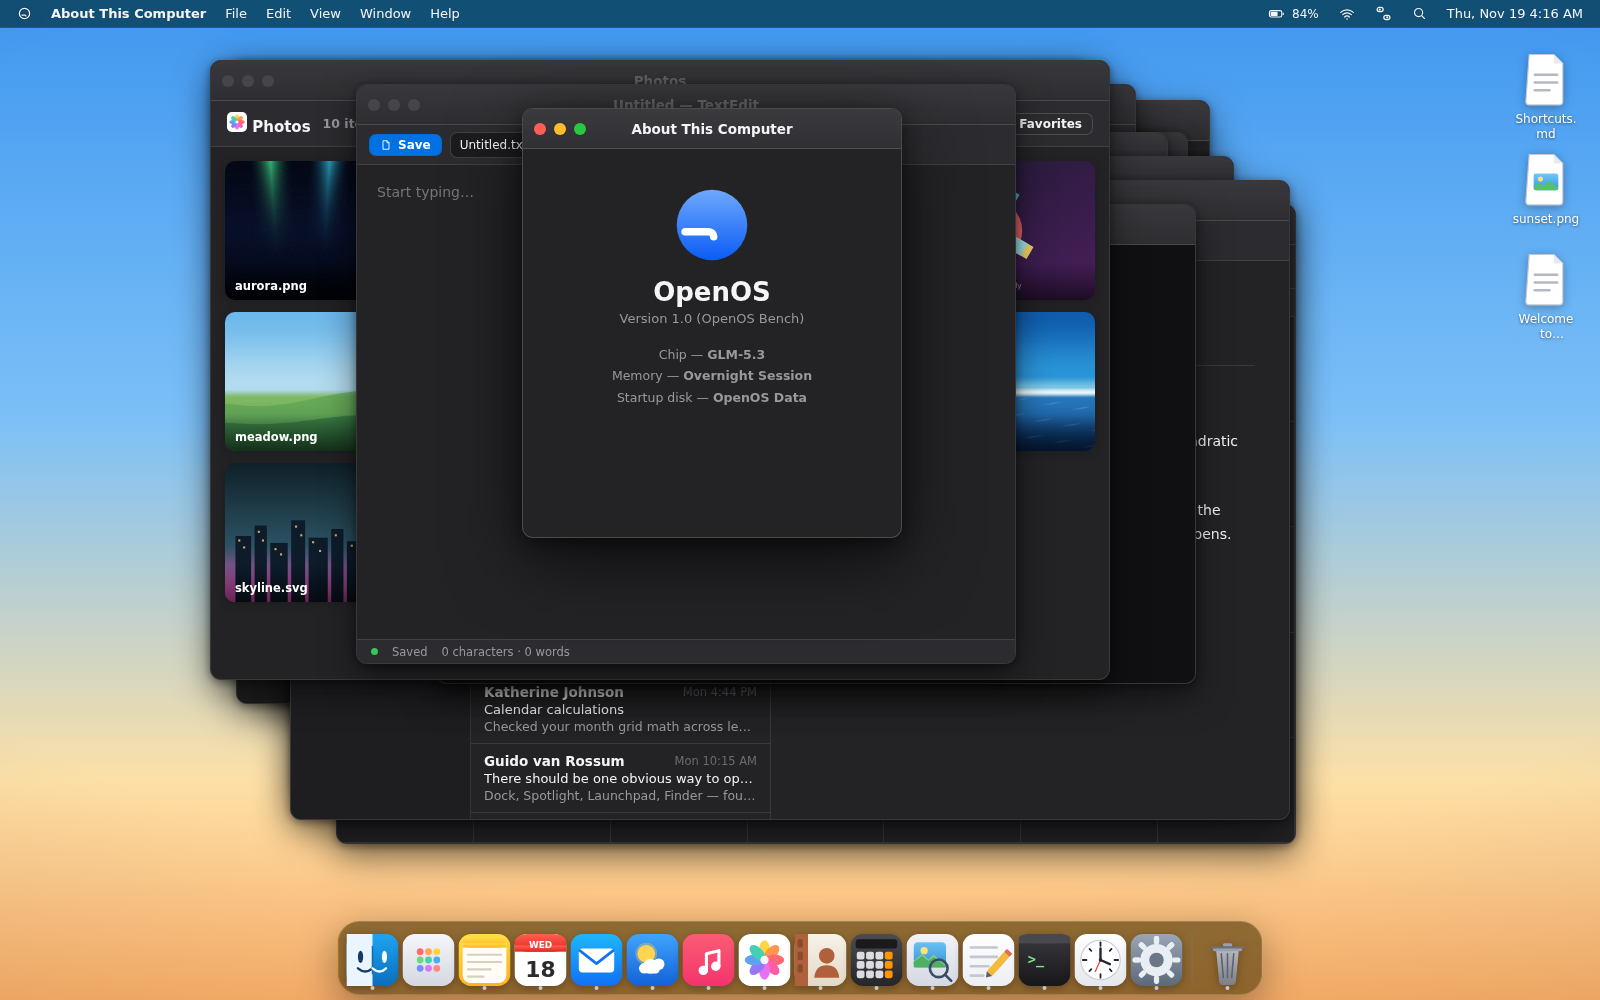 About This Computer File Edit View Window Help 84% Thu, Nov 19 4:16 AM
Photos
Untitled — TextEdit
Photos 10
Favorites
Save Untitled.tx
About This Computer
Start typing...
OpenOS
Version 1.0 (OpenOS Bench)
Chip — GLM-5.3
Memory — Overnight Session
Startup disk — OpenOS Data
aurora.png
meadow.png
skyline.svg
the
Saved 0 characters · 0 words
Katherine Johnson Mon 4:44 PM
Calendar calculations
Checked your month grid math across le...
Guido van Rossum Mon 10:15 AM
There should be one obvious way to op...
Dock, Spotlight, Launchpad, Finder — fou...
Shortcuts.
md
sunset.png
Welcome
to...
WED
18
>_